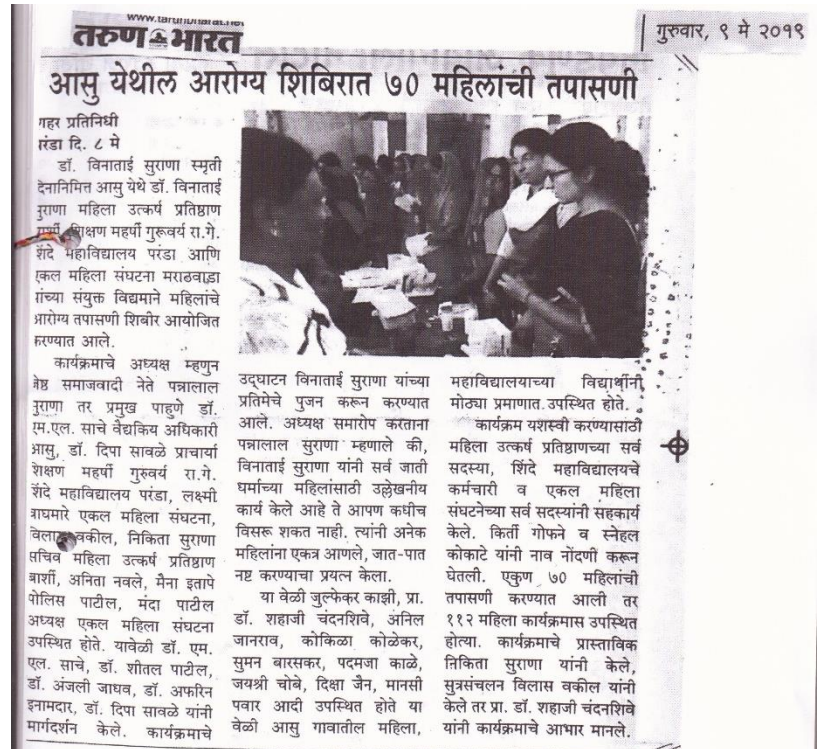 www.tarunbharat.net
तरुण भारत
गुरुवार, ९ मे २०१९
आसु येथील आरोग्य शिबिरात ७० महिलांची तपासणी
प्रतिनिधी
दि. ८ मे
डॉ. विनाताई सुराणा स्मृती
आसु येथे डॉ. विनाताई
सुराणा महिला उत्कर्ष प्रतिष्ठाण
शिक्षण महर्षी गुरूवर्य रा.गे.
महाविद्यालय परंडा आणि
एकल महिला संघटना मराठवाडा
यांच्या संयुक्त विद्यमाने महिलांचे
आरोग्य तपासणी शिबीर आयोजित
करण्यात आले.
कार्यक्रमाचे अध्यक्ष म्हणुन
समाजवादी नेते पन्नालाल
सुराणा तर प्रमुख पाहुणे डॉ.
एम.एल. साचे वैद्यकिय अधिकारी
आसु, डॉ. दिपा सावळे प्राचार्या
शिक्षण महर्षी गुरुवर्य रा.गे.
शिंदे महाविद्यालय परंडा, लक्ष्मी
वाघमारे एकल महिला संघटना,
वकील, निकिता सुराणा
सचिव महिला उत्कर्ष प्रतिष्ठाण
बार्शी, अनिता नवले, मैना इतापे
पोलिस पाटील, मंदा पाटील
अध्यक्ष एकल महिला संघटना
उपस्थित होते. यावेळी डॉ. एम.
एल. साचे, डॉ. शीतल पाटील,
डॉ. अंजली जाधव, डॉ. अफरिन
इनामदार, डॉ. दिपा सावळे यांनी
मार्गदर्शन केले. कार्यक्रमाचे
उद्घाटन विनाताई सुराणा यांच्या
प्रतिमेचे पुजन करून करण्यात
आले. अध्यक्ष समारोप करताना
पन्नालाल सुराणा म्हणाले की,
विनाताई सुराणा यांनी सर्व जाती
धर्माच्या महिलांसाठी उल्लेखनीय
कार्य केले आहे ते आपण कधीच
विसरू शकत नाही. त्यांनी अनेक
महिलांना एकत्र आणले, जात-पात
नष्ट करण्याचा प्रयत्न केला.
या वेळी जुल्फेकर काझी, प्रा.
डॉ. शहाजी चंदनशिवे, अनिल
जानराव, कोकिळा कोळेकर,
सुमन बारसकर, पदमजा काळे,
जयश्री चोबे, दिक्षा जैन, मानसी
पवार आदी उपस्थित होते या
वेळी आसु गावातील महिला,
महाविद्यालयाच्या विद्यार्थीनी
मोठ्या प्रमाणात उपस्थित होते.
कार्यक्रम यशस्वी करण्यासाठी
महिला उत्कर्ष प्रतिष्ठाणच्या सर्व
सदस्या, शिंदे महाविद्यालयचे
कर्मचारी व एकल महिला
संघटनेच्या सर्व सदस्यांनी सहकार्य
केले. किर्ती गोफने व स्नेहल
कोकाटे यांनी नाव नोंदणी करून
घेतली. एकुण ७० महिलांची
तपासणी करण्यात आली तर
११२ महिला कार्यक्रमास उपस्थित
होत्या. कार्यक्रमाचे प्रास्ताविक
निकिता सुराणा यांनी केले,
सुत्रसंचलन विलास वकील यांनी
केले तर प्रा. डॉ. शहाजी चंदनशिवे
यांनी कार्यक्रमाचे आभार मानले.